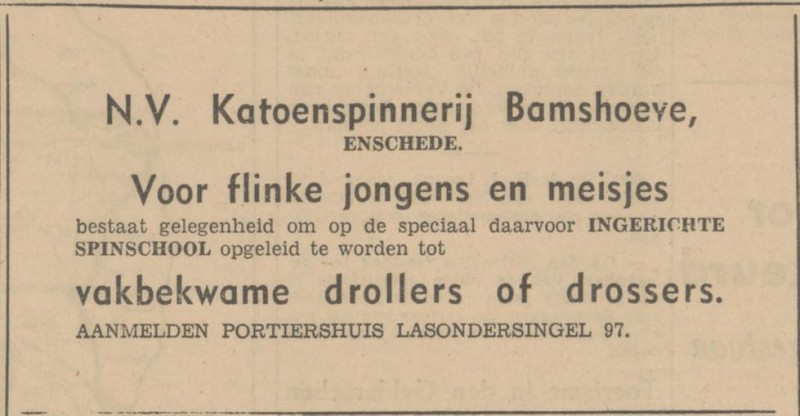 N.V. Katoenspinnerij Bamshoeve,
ENSCHEDE.
Voor flinke jongens en meisjes
bestaat gelegenheid om op de speciaal daarvoor INGERICHTE
SPINSCHOOL opgeleid te worden tot
vakbekwame drollers of drossers.
AANMELDEN PORTIERSHUIS LASONDERSINGEL 97.